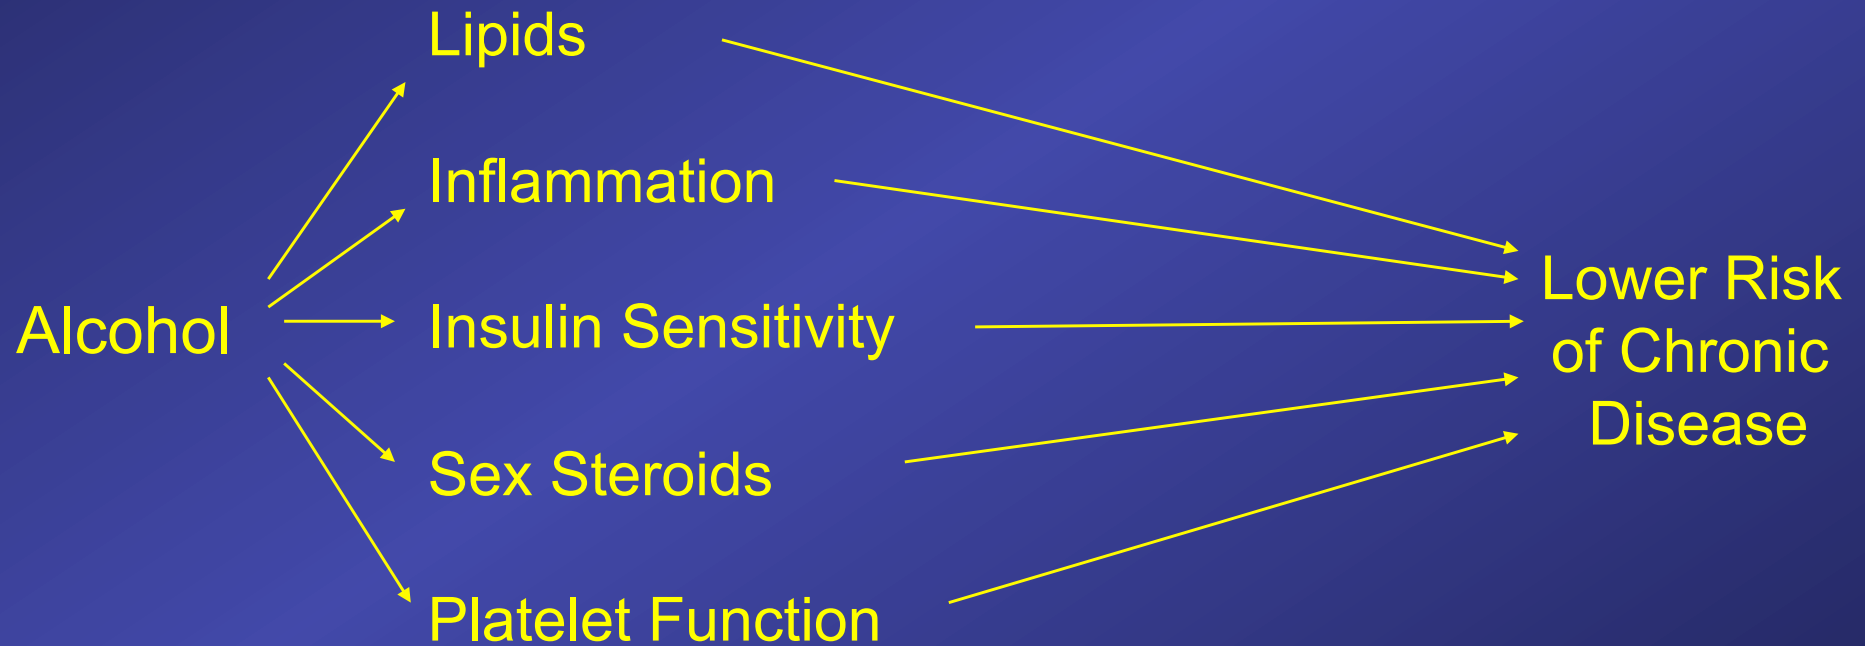 Lipids
Inflammation
Alcohol
Insulin Sensitivity
Sex Steroids
Platelet Function
Lower Risk
of Chronic
Disease